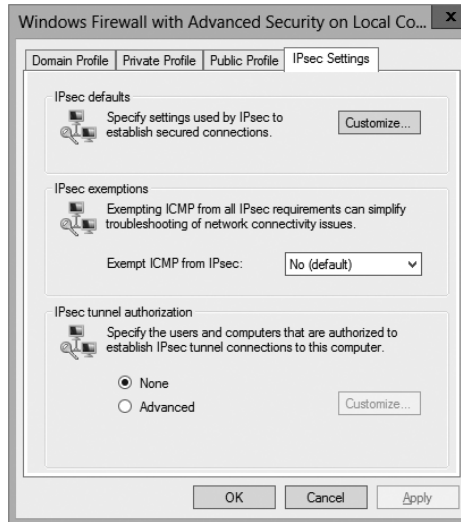 Windows Firewall with Advanced Security on Local Co... x
Domain Profile Private Profile Public Profile IPsec Settings
IPsec defaults
Specify settings used by IPsec to
establish secured connections.
Customize...
IPsec exemptions
Exempting ICMP from all IPsec requirements can simplify
troubleshooting of network connectivity issues.
Exempt ICMP from IPsec: No (default)
IPsec tunnel authorization
Specify the users and computers that are authorized to
establish IPsec tunnel connections to this computer.
None
Advanced Customize...
OK Cancel Apply